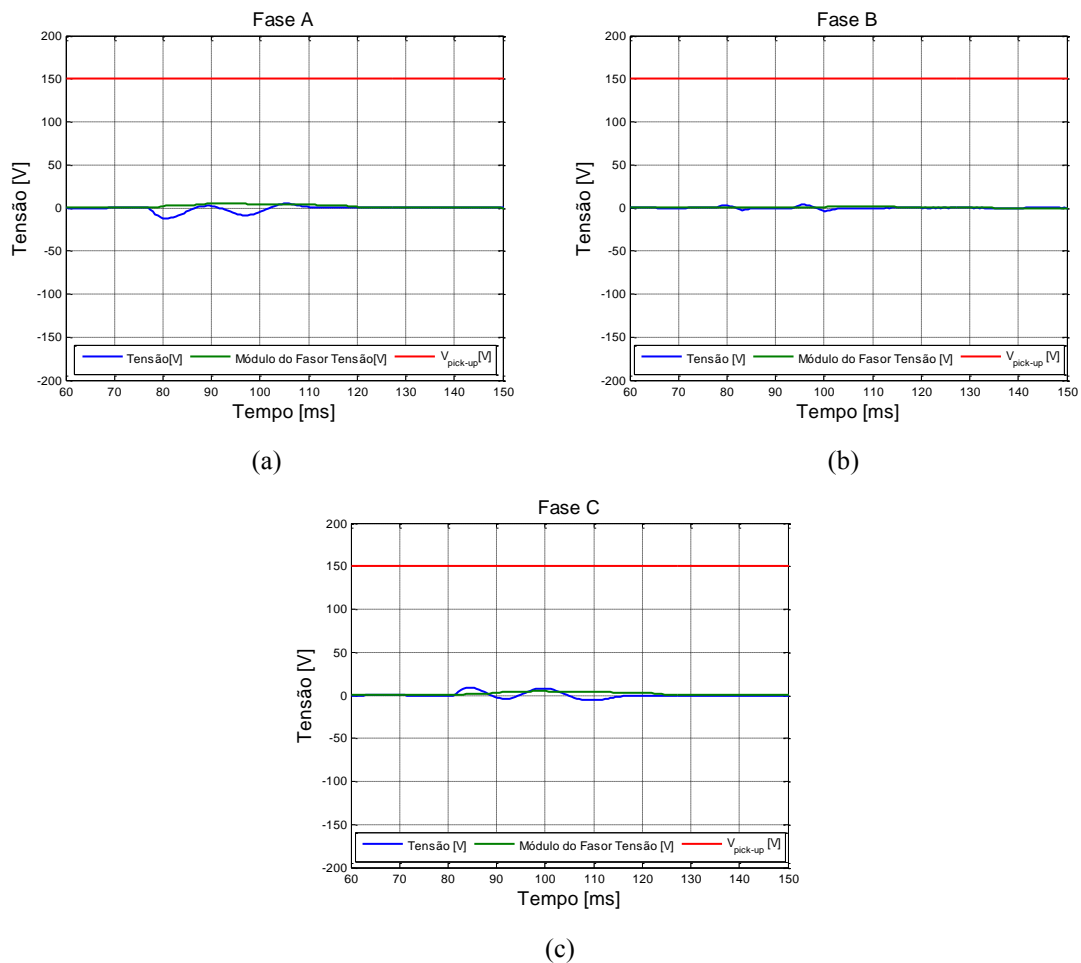 Fase A
Tensão [V]
200
150
100
50
0
-50
-100
-150
-200
60 70 80 90 100 110 120 130 140 150
Tempo [ms]
Tensão[V] Módulo do Fasor Tensão[V] Vpick-up[V]
(a)
Fase B
Tensão [V]
200
150
100
50
0
-50
-100
-150
-200
60 70 80 90 100 110 120 130 140 150
Tempo [ms]
Tensão [V] Módulo do Fasor Tensão [V] Vpick-up [V]
(b)
Fase C
Tensão [V]
200
150
100
50
0
-50
-100
-150
-200
60 70 80 90 100 110 120 130 140 150
Tempo [ms]
Tensão [V] Módulo do Fasor Tensão [V] Vpick-up [V]
(c)